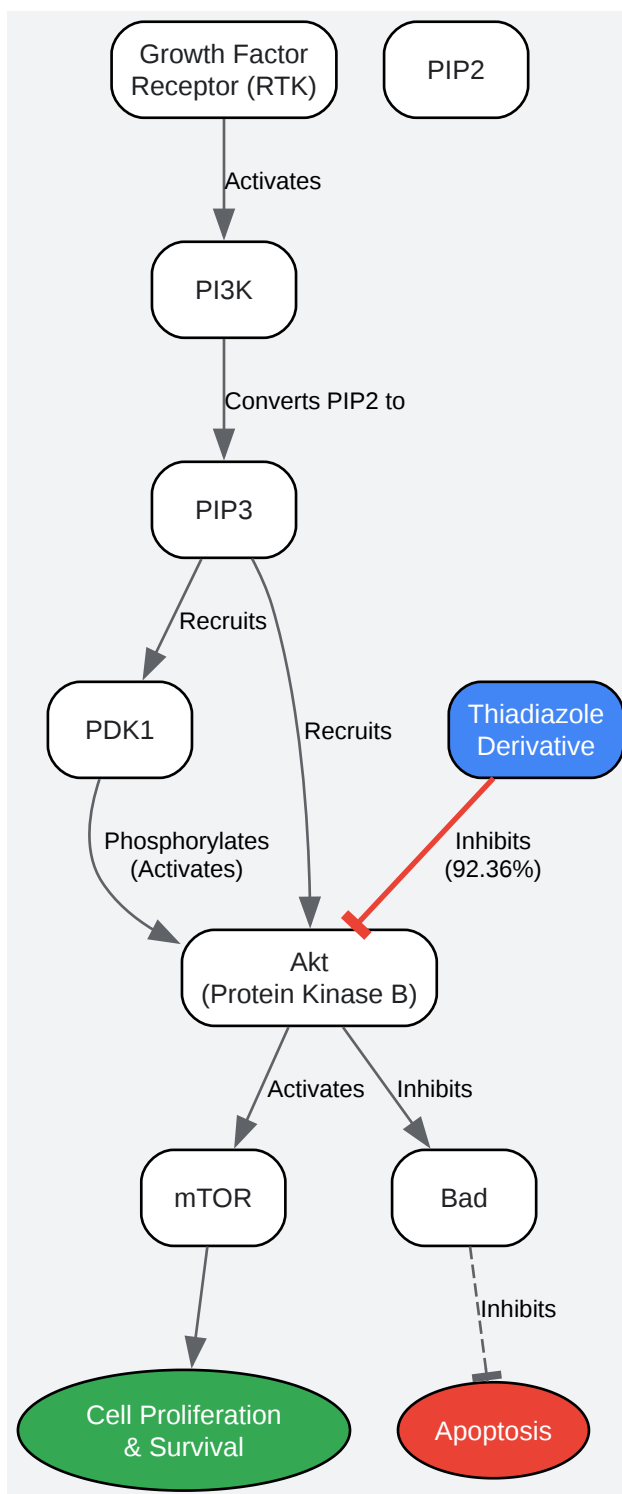 Growth Factor
Receptor (RTK)
PIP2
Activates
PI3K
Converts PIP2 to
PIP3
Recruits
PDK1
Recruits
Thiadiazole
Derivative
Phosphorylates
(Activates)
Inhibits
(92.36%)
Akt
(Protein Kinase B)
Activates
Inhibits
mTOR
Bad
Inhibits
Cell Proliferation
& Survival
Apoptosis